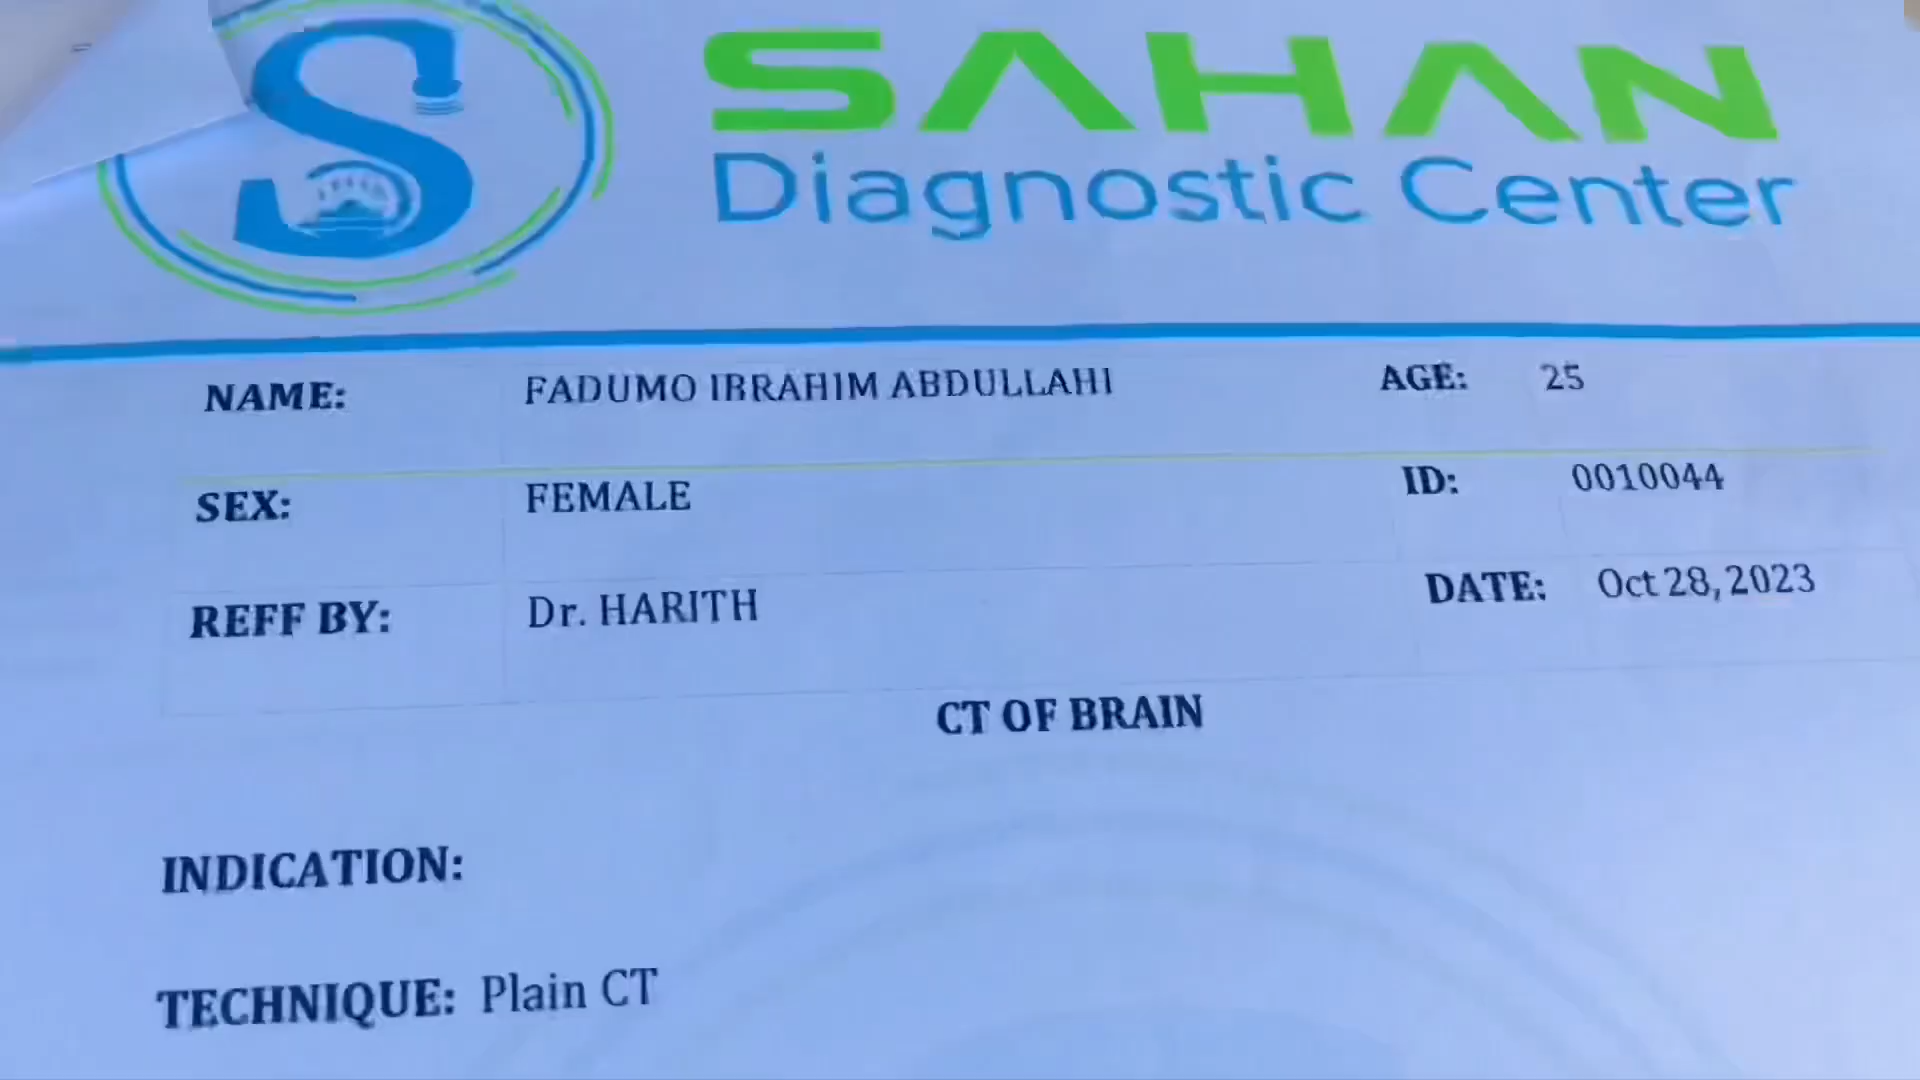 S
SAHAN
Diagnostic Center
NAME: FADUMO IBRAHIM ABDULLAHI AGE: 25
SEX: FEMALE ID: 0010044
REFF BY: Dr. HARITH DATE: Oct 28, 2023
CT OF BRAIN
INDICATION:
TECHNIQUE: Plain CT